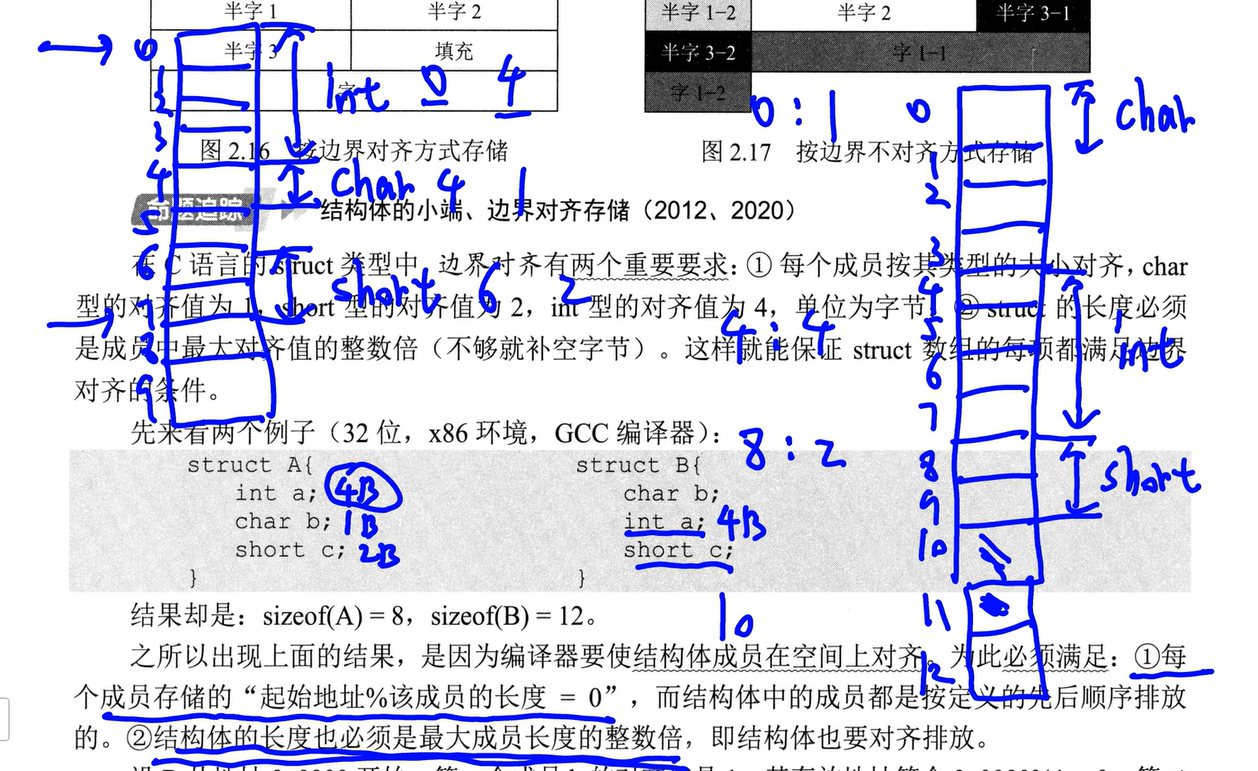 半字 1 半字 2
半字 3 填充
字
半字 1-2 半字 2 半字 3-1
半字 3-2 字 1-1
字 1-2
图 2.16 按边界对齐方式存储
图 2.17 按边界不对齐方式存储
命题追踪 结构体的小端、边界对齐存储（2012、2020）
在 C 语言的 struct 类型中，边界对齐有两个重要要求：① 每个成员按其类型的大小对齐，char
型的对齐值为 1，short 型的对齐值为 2，int 型的对齐值为 4，单位为字节；② struct 的长度必须
是成员中最大对齐值的整数倍（不够就补空字节）。这样就能保证 struct 数组的每项都满足边界
对齐的条件。
先来看两个例子（32 位，x86 环境，GCC 编译器）：
struct A{
int a; 4B
char b; 1B
short c; 2B
}
struct B{
char b;
int a; 4B
short c;
}
结果却是：sizeof(A) = 8，sizeof(B) = 12。
之所以出现上面的结果，是因为编译器要使结构体成员在空间上对齐。为此必须满足：①每
个成员存储的“起始地址%该成员的长度 = 0”，而结构体中的成员都是按定义的先后顺序排放
的。②结构体的长度也必须是最大成员长度的整数倍，即结构体也要对齐排放。
0
1
2
3
4
5
6
7
8
9
int 0 4
char 4 1
short 6 2
0 : 1
4 : 4
8 : 2
10
0
1
2
3
4
5
6
7
8
9
10
11
12
char
int
short